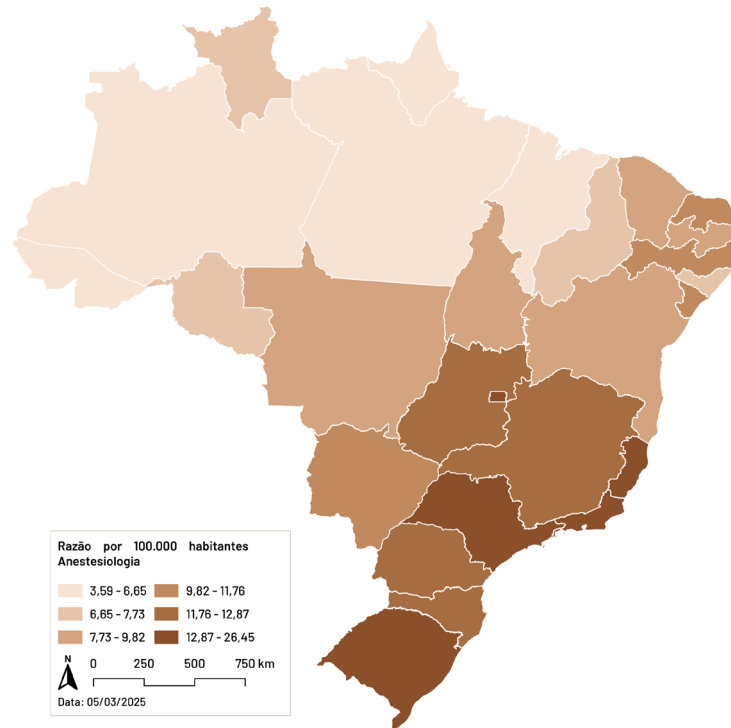 Razão por 100.000 habitantes
Anestesiologia
3,59 - 6,65 9,82 - 11,76
6,65 - 7,73 11,76 - 12,87
7,73 - 9,82 12,87 - 26,45
N
0 250 500 750 km
Data: 05/03/2025